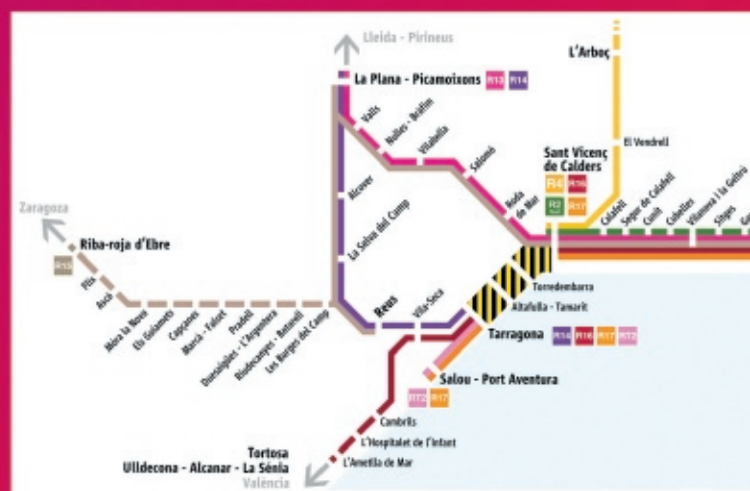 Lleida - Pirineus
La Plana - Picamoixons R13 R14
L'Arboç
Valls
Nulles - Bràfim
Vilabella
Salomó
Roda
de Mar
El Vendrell
Sant Vicenç
de Calders
R4 R16
R2 R17
Calafell
Segur de Calafell
Cunit
Cubelles
Vilanova i la Geltrú
Sitges
Alcover
La Selva del Camp
Zaragoza
Riba-roja d'Ebre
R15
Flix
Ascó
Móra la Nova
Els Guiamets
Capçanes
Marçà - Falset
Pradell
Duesaigües - L'Argentera
Riudecanyes - Botarell
Les Borges del Camp
Reus
Vila-Seca
Torredembarra
Altafulla - Tamarit
Tarragona R14 R16 R17 RT2
Salou - Port Aventura
RT2 R17
Cambrils
L'Hospitalet de l'Infant
L'Ametlla de Mar
Tortosa
Ulldecona - Alcanar - La Sénia
València